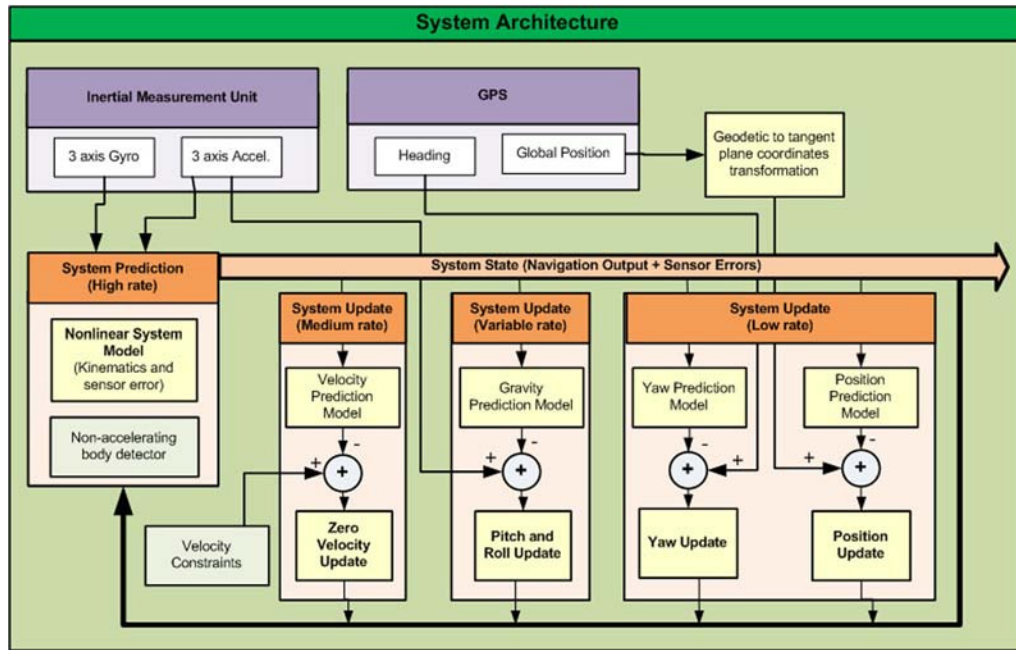 System Architecture
Inertial Measurement Unit
3 axis Gyro
3 axis Accel.
GPS
Heading
Global Position
Geodetic to tangent
plane coordinates
transformation
System Prediction
(High rate)
Nonlinear System
Model
(Kinematics and
sensor error)
Non-accelerating
body detector
System State (Navigation Output + Sensor Errors)
System Update
(Medium rate)
Velocity
Prediction
Model
-
+
+
Zero
Velocity
Update
Velocity
Constraints
System Update
(Variable rate)
Gravity
Prediction Model
-
+
+
Pitch and
Roll Update
System Update
(Low rate)
Yaw Prediction
Model
-
+
+
Yaw Update
Position
Prediction
Model
-
+
+
Position
Update